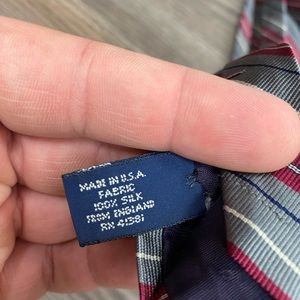 MADE IN U.S.A.
FABRIC
100% SILK
FROM ENGLAND
RN 41381